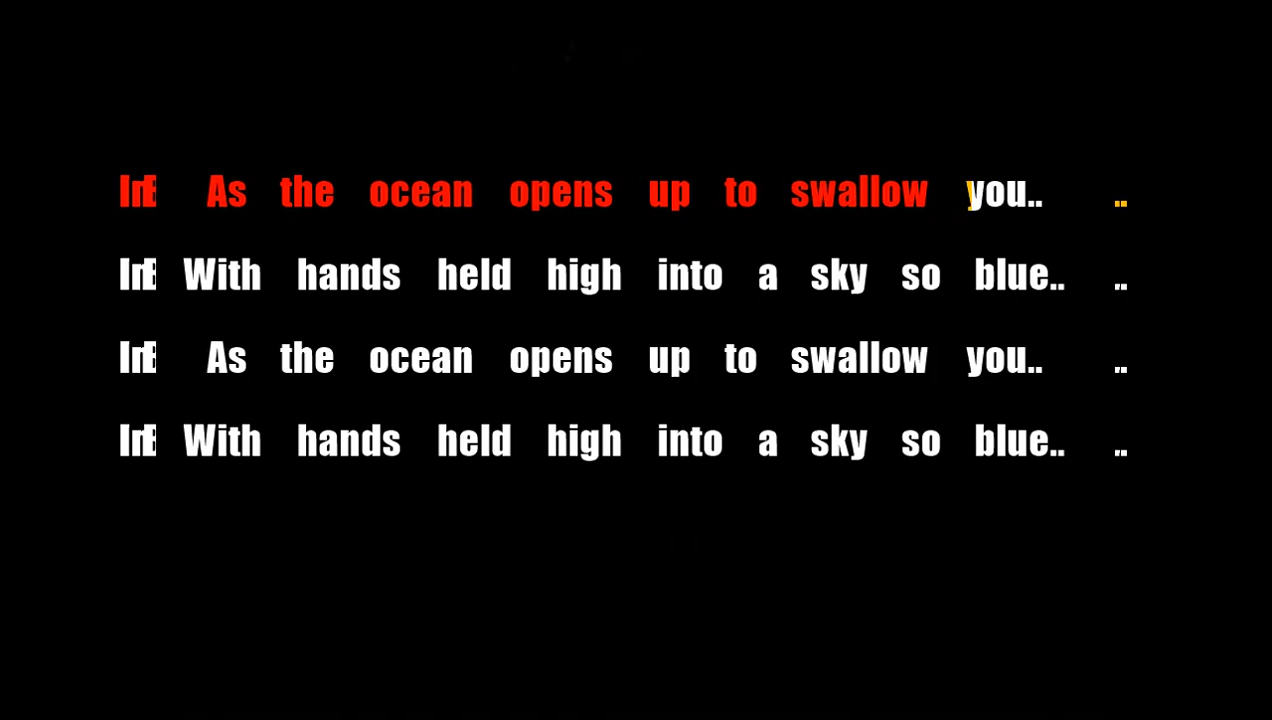 As the ocean opens up to swallow you.. ..
With hands held high into a sky so blue.. ..
As the ocean opens up to swallow you.. ..
With hands held high into a sky so blue.. ..